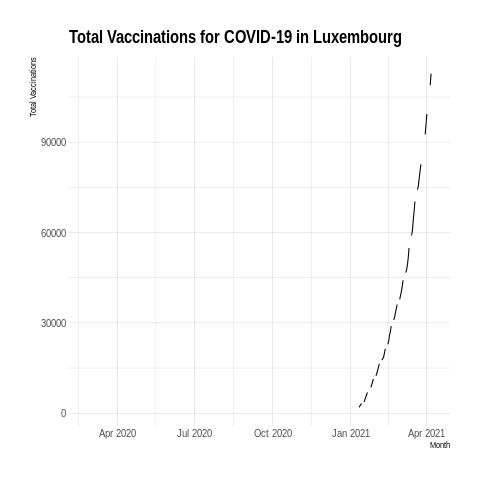 Total Vaccinations for COVID-19 in Luxembourg
Total Vaccinations
90000
60000
30000
0
Apr 2020
Jul 2020
Oct 2020
Jan 2021
Apr 2021
Month